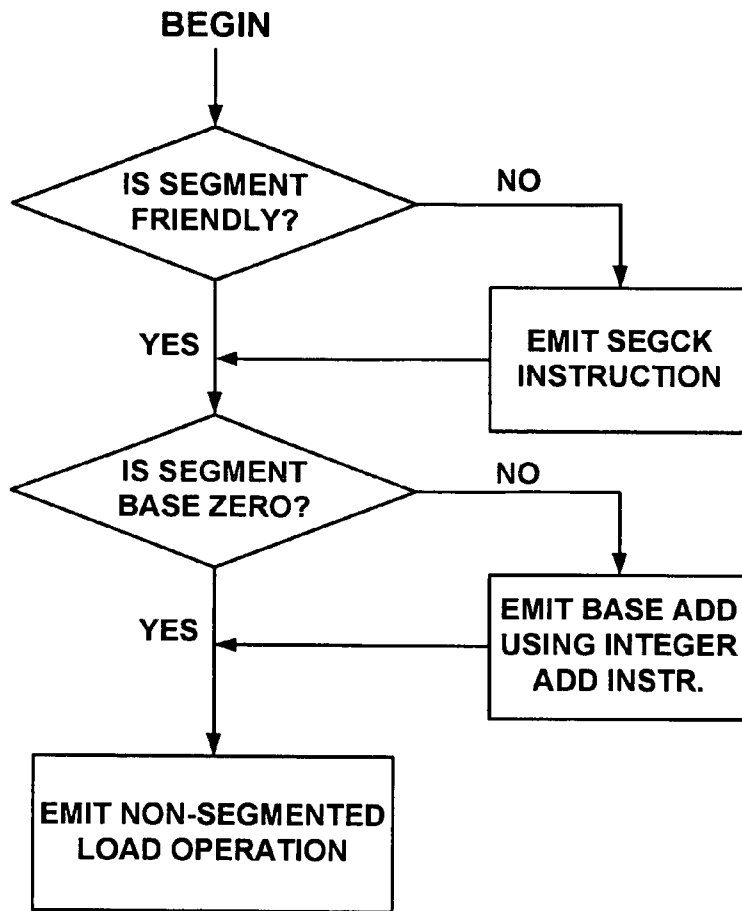 BEGIN
IS SEGMENT
FRIENDLY?
NO
YES
EMIT SEGCK
INSTRUCTION
IS SEGMENT
BASE ZERO?
NO
YES
EMIT BASE ADD
USING INTEGER
ADD INSTR.
EMIT NON-SEGMENTED
LOAD OPERATION